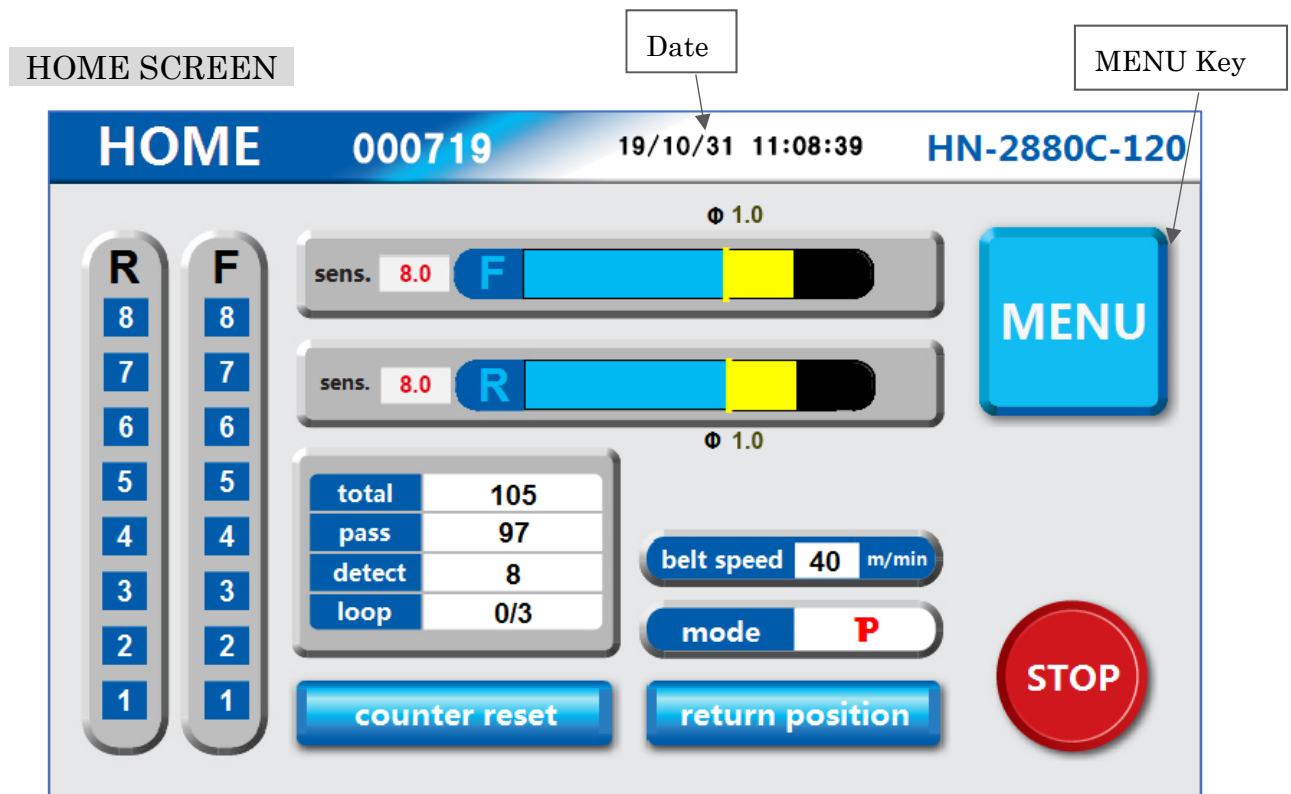 Date
MENU Key
HOME SCREEN
HOME 000719 19/10/31 11:08:39 HN-2880C-120
Φ 1.0
R F
sens. 8.0 F
MENU
8 8
7 7
sens. 8.0 R
6 6
Φ 1.0
5 5
total 105
pass 97
4 4
belt speed 40 m/min
detect 8
3 3
loop 0/3
mode P
2 2
STOP
1 1
counter reset
return position